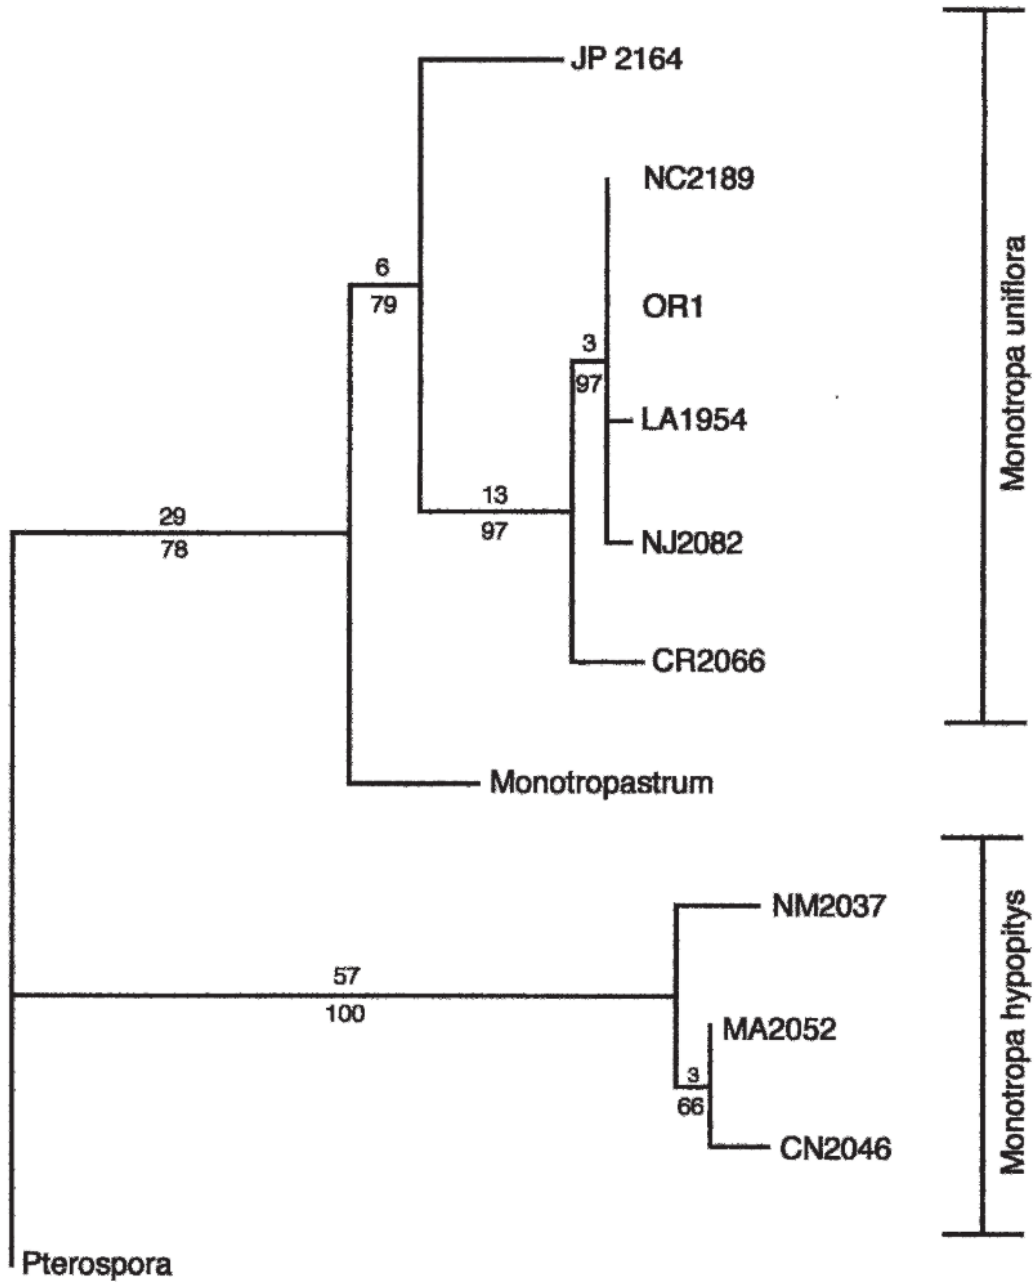 JP 2164
NC2189
6
79
OR1
3
97
LA1954
13
97
29
78
NJ2082
CR2066
Monotropa uniflora
Monotropastrum
NM2037
57
100
MA2052
3
66
CN2046
Monotropa hypopitys
Pterospora